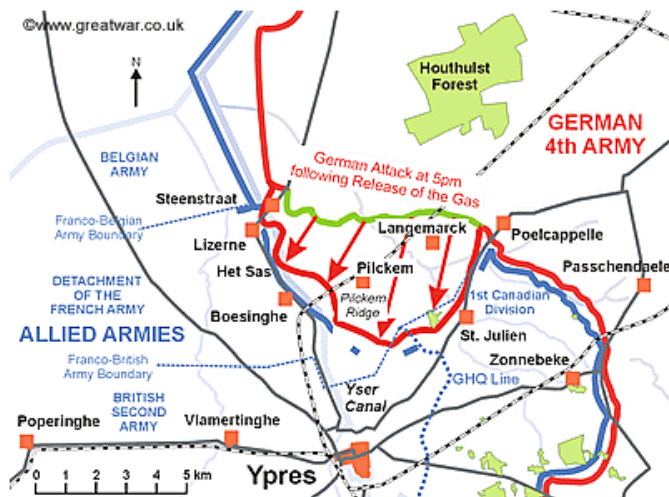 ©www.greatwar.co.uk
N
Houthulst
Forest
GERMAN
4th ARMY
BELGIAN
ARMY
German Attack at 5pm
following Release of the Gas
Steenstraat
Franco-Belgian
Army Boundary
Langemarck
Poelcappelle
Lizerne
Het Sas
Pilckem
Passchendaele
DETACHMENT
OF THE
FRENCH ARMY
Pilckem
Ridge
1st Canadian
Division
Boesinghe
ALLIED ARMIES
St. Julien
Zonnebeke
Franco-British
Army Boundary
GHQ Line
Yser
Canal
BRITISH
SECOND
ARMY
Poperinghe
Vlamertinghe
Ypres
0 1 2 3 4 5 km